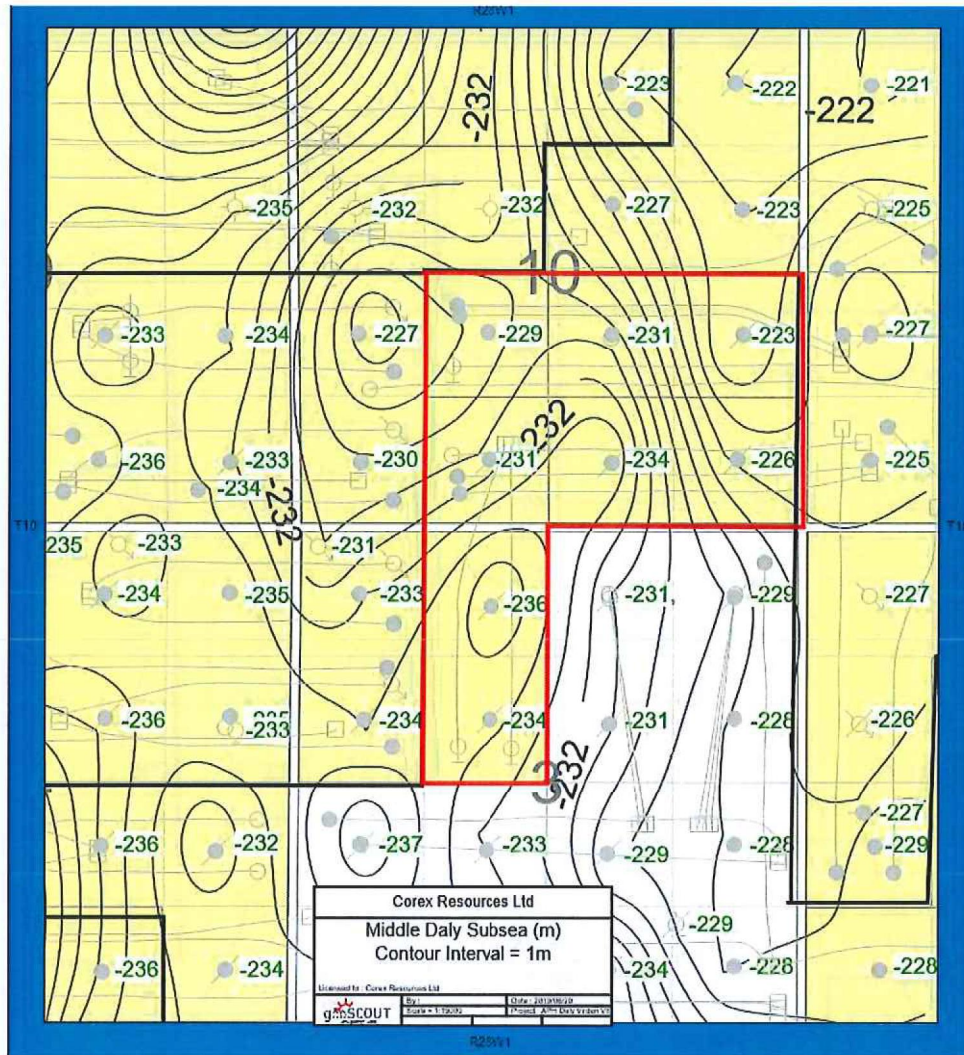 R25W1
-223 -222 -221
-232
-222
-235 -232 -232 -227 -223 -225
10
-233 -234 -227 -229 -231 -223 -227
-232
-236 -233 -230 -231 -234 -226 -225
-234
-232
T10
235 -233 -231
-234 -235 -233 -236 -231, -229 -227
-236 -234 -234 -231 -228 -226
-233
3
-232
-227
-236 -232 -237 -233 -229 -228 -229
-229
-236 -234 -234 -228 -228
Corex Resources Ltd
Middle Daly Subsea (m)
Contour Interval = 1m
Licensed to : Corex Resources Ltd
By :
geoSCOUT
R25W1